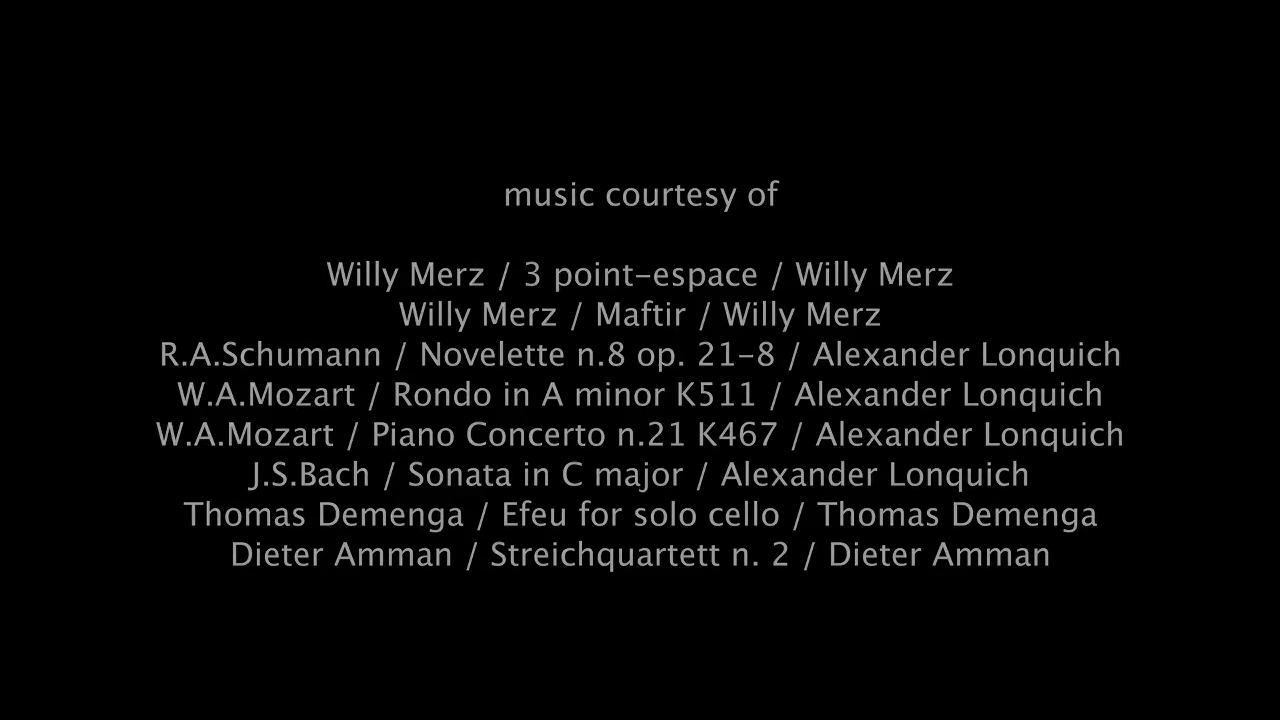 music courtesy of
Willy Merz / 3 point-espace / Willy Merz
Willy Merz / Maftir / Willy Merz
R.A.Schumann / Novelette n.8 op. 21-8 / Alexander Lonquich
W.A.Mozart / Rondo in A minor K511 / Alexander Lonquich
W.A.Mozart / Piano Concerto n.21 K467 / Alexander Lonquich
J.S.Bach / Sonata in C major / Alexander Lonquich
Thomas Demenga / Efeu for solo cello / Thomas Demenga
Dieter Amman / Streichquartett n. 2 / Dieter Amman